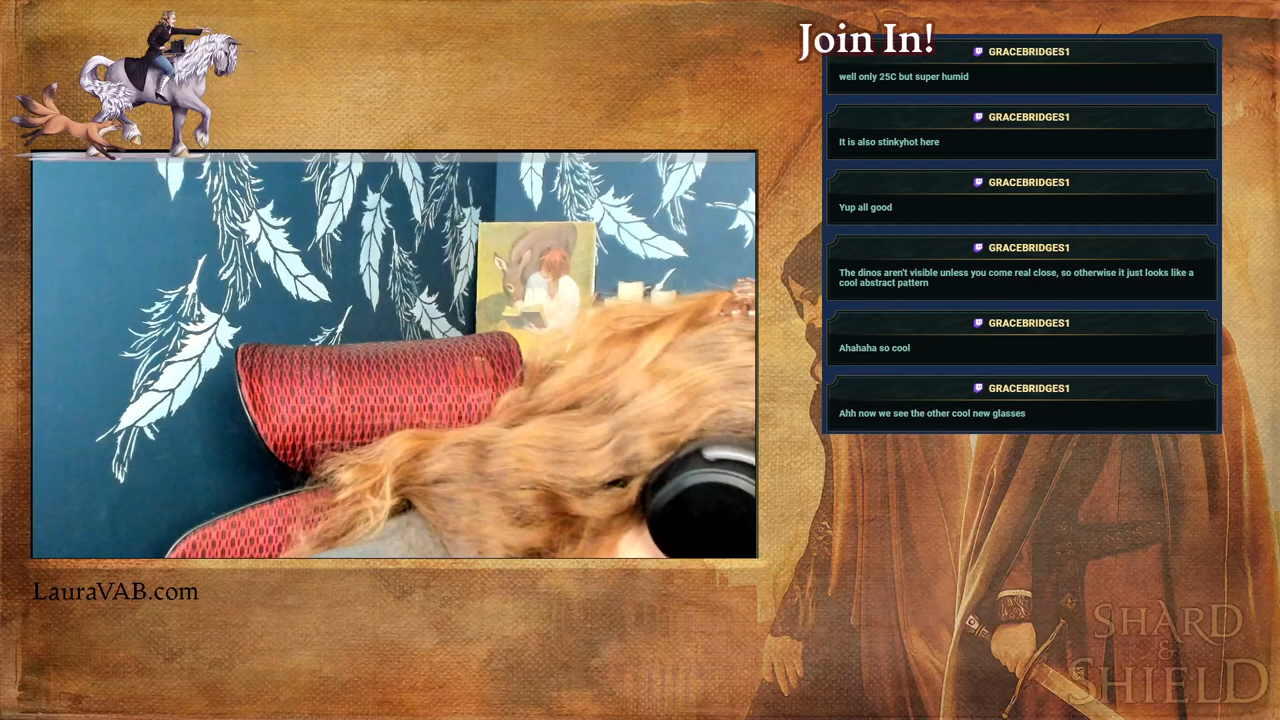 Join In!
GRACEBRIDGES1
well only 25C but super humid
GRACEBRIDGES1
It is also stinkyhot here
GRACEBRIDGES1
Yup all good
GRACEBRIDGES1
The dinos aren't visible unless you come real close, so otherwise it just looks like a
cool abstract pattern
GRACEBRIDGES1
Ahahaha so cool
GRACEBRIDGES1
Ahh now we see the other cool new glasses
LauraVAB.com
SHARD
&
SHIELD